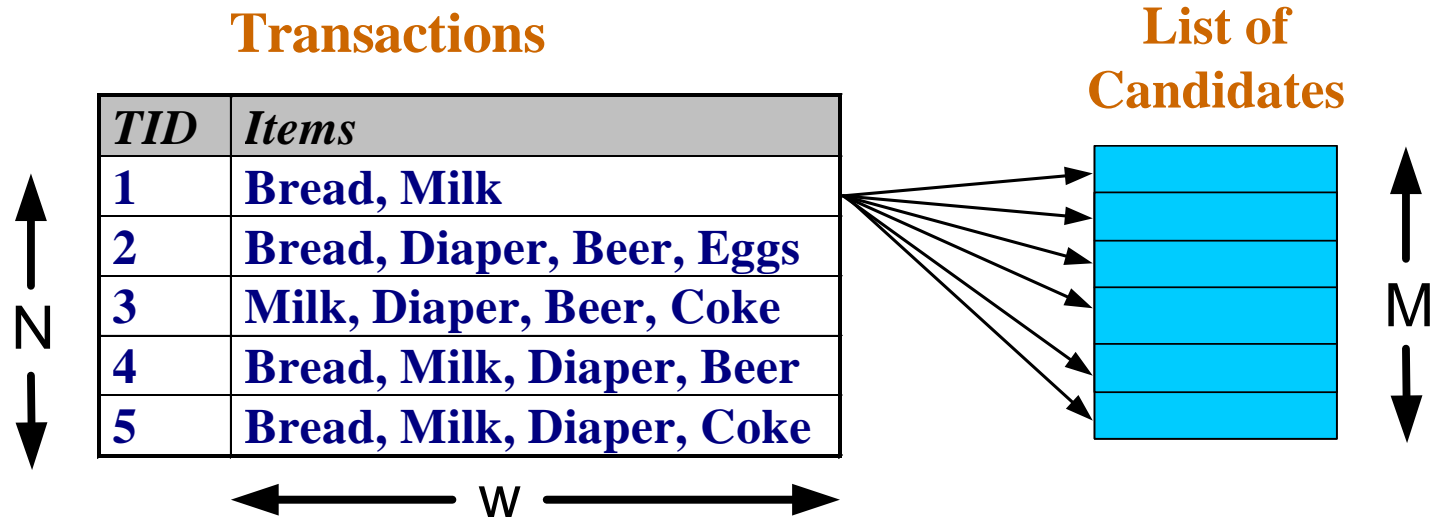 Transactions
List of
Candidates
TID Items
1 Bread, Milk
2 Bread, Diaper, Beer, Eggs
3 Milk, Diaper, Beer, Coke
4 Bread, Milk, Diaper, Beer
5 Bread, Milk, Diaper, Coke
N
M
w